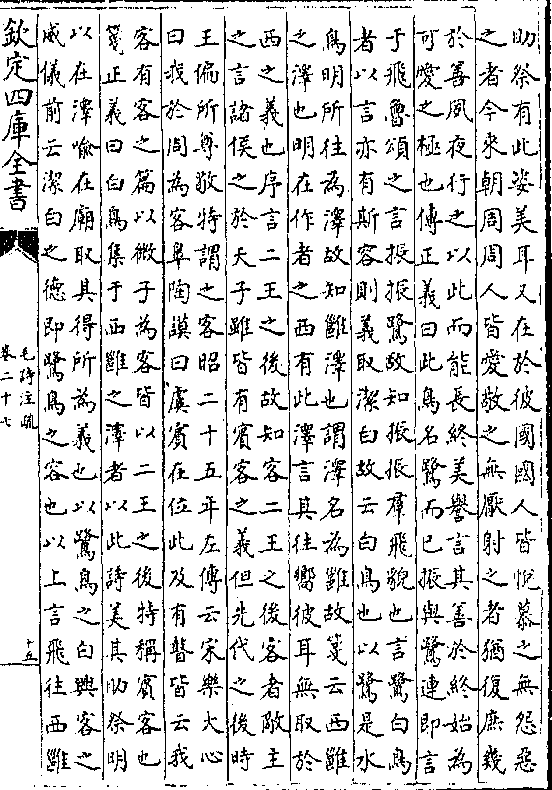 助祭有此姿美耳又在於彼國國人皆悅慕之無怨惡
之者今來朝周周人皆愛敬之無厭射之者猶復庶幾
於善夙夜行之以此而能長終美譽言其善於終始為
可愛之極也傳正義曰此鳥名鷺而已振與鷺連即言
于飛魯頌之言振振鷺故知振振羣飛貌也言鷺白鳥
者以言亦有斯容則義取潔白故云白鳥也以鷺是水
鳥明所往為澤故知雝澤也謂澤名為雝故箋云西雝
之澤也明在作者之西有此澤言其往嚮彼耳無取於
西之義也序言二王之後故知客二王之後客者敵主
之言諸侯之於天子雖皆有賓客之義但先代之後時
王偏所尊敬特謂之客昭二十五年左傳云宋樂大心
曰我於周為客臯陶謨曰虞賓在位此及有瞽皆云我
客有客之篇以微子為客皆以二王之後特稱賓客也
箋正義曰白鳥集于西雝之澤者以此詩美其助祭明
以在澤喻在廟取其得所為義也以鷺鳥之白興客之
威儀前云潔白之德即鷺鳥之容也以上言飛往西雝
欽定四庫全書
毛詩注疏
卷二十七
十五